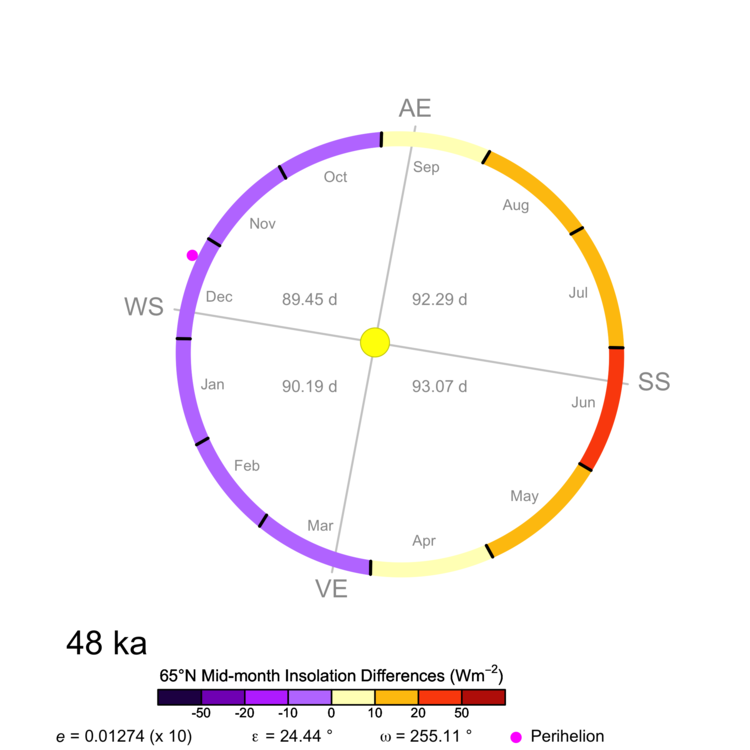 AE
Sep
Oct
Aug
Nov
Jul
Dec
89.45 d
92.29 d
WS
SS
Jan
90.19 d
93.07 d
Jun
Feb
May
Mar
Apr
VE
48 ka
65°N Mid-month Insolation Differences (Wm⁻²)
-50 -20 -10 0 10 20 50
e = 0.01274 (x 10) ε = 24.44 ° ω = 255.11 ° Perihelion